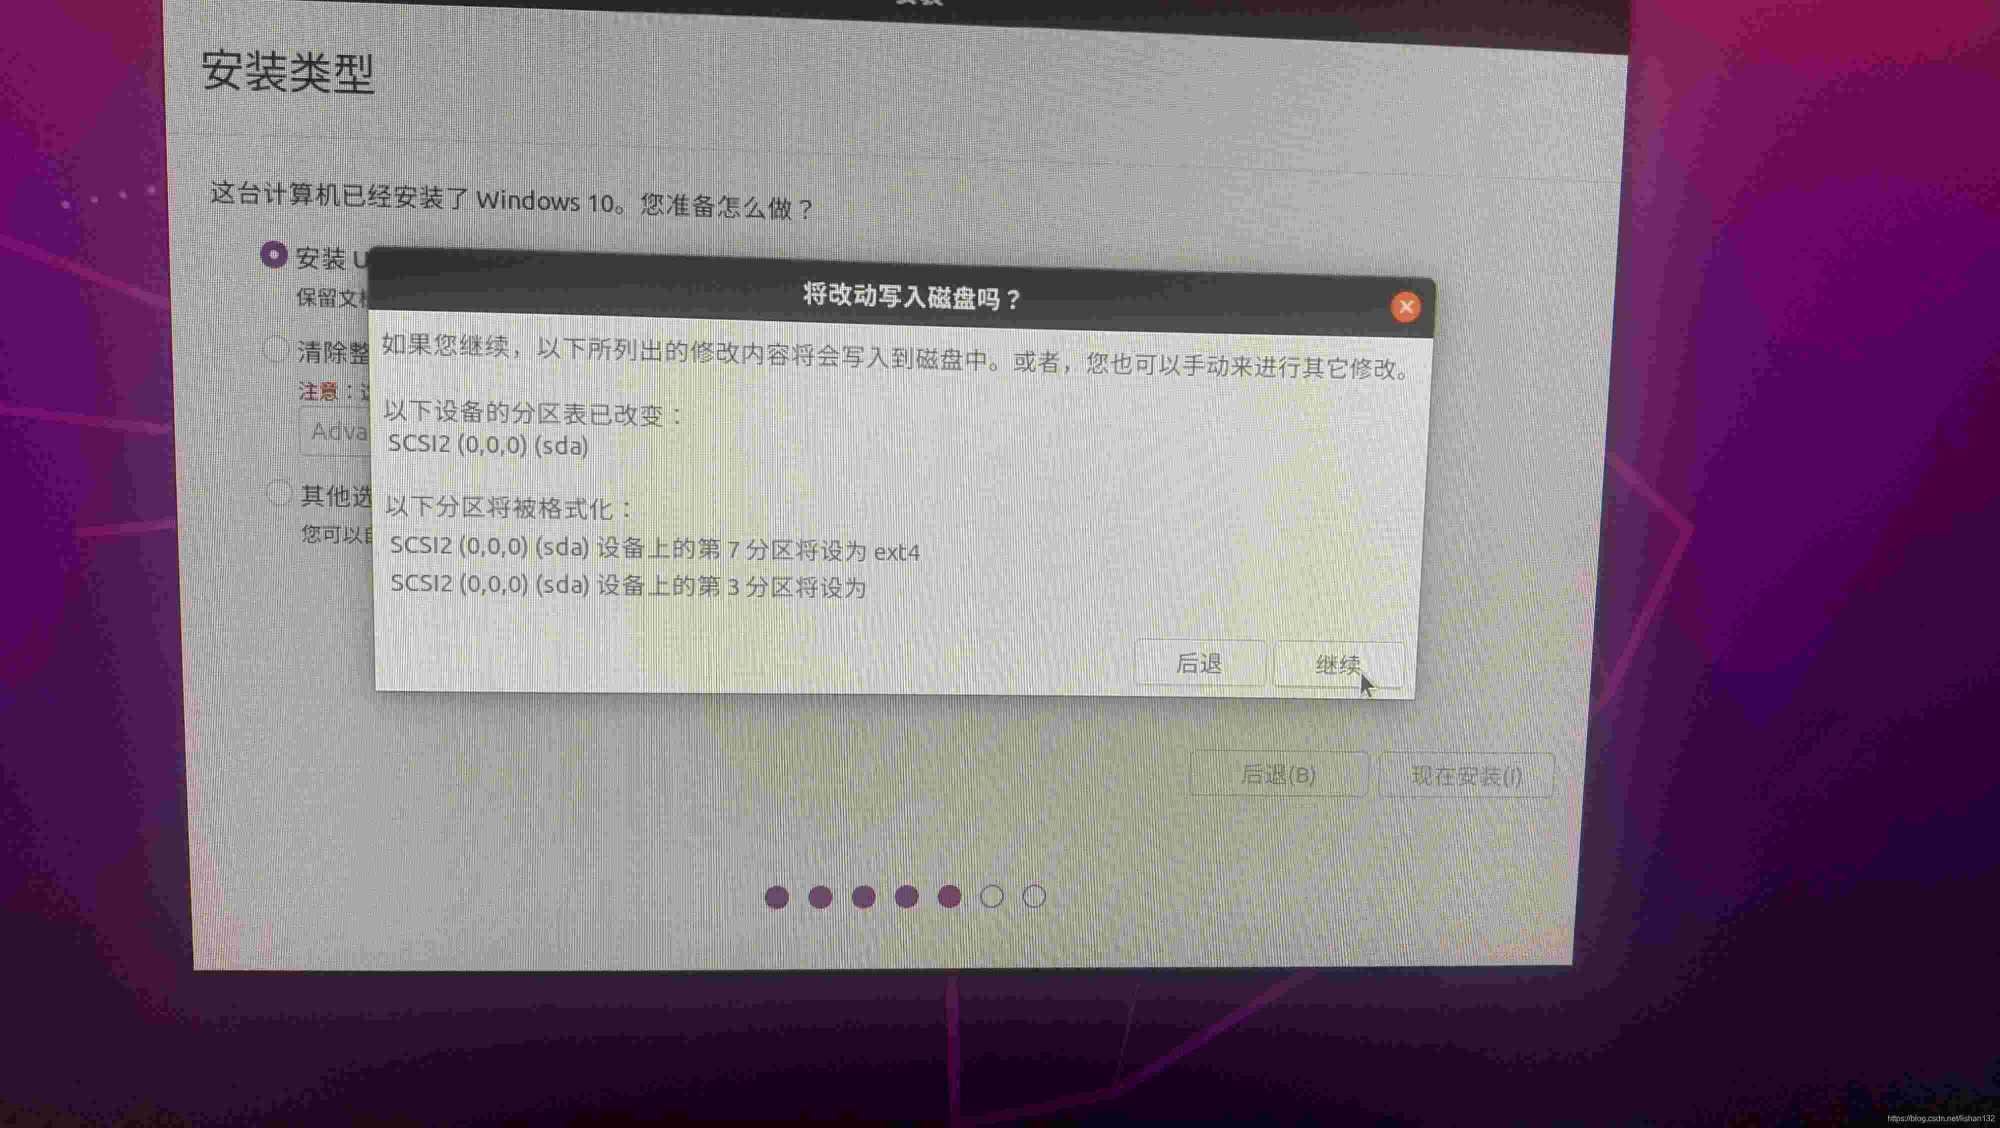 安装类型
这台计算机已经安装了 Windows 10。您准备怎么做？
安装 U
保留文
清除整
注意：
Adva
其他选
您可以
将改动写入磁盘吗？
如果您继续，以下所列出的修改内容将会写入到磁盘中。或者，您也可以手动来进行其它修改。
以下设备的分区表已改变：
SCSI2 (0,0,0) (sda)
以下分区将被格式化：
SCSI2 (0,0,0) (sda) 设备上的第 7 分区将设为 ext4
SCSI2 (0,0,0) (sda) 设备上的第 3 分区将设为
后退
继续
后退(B)
现在安装(I)
https://blog.csdn.net/lishan132